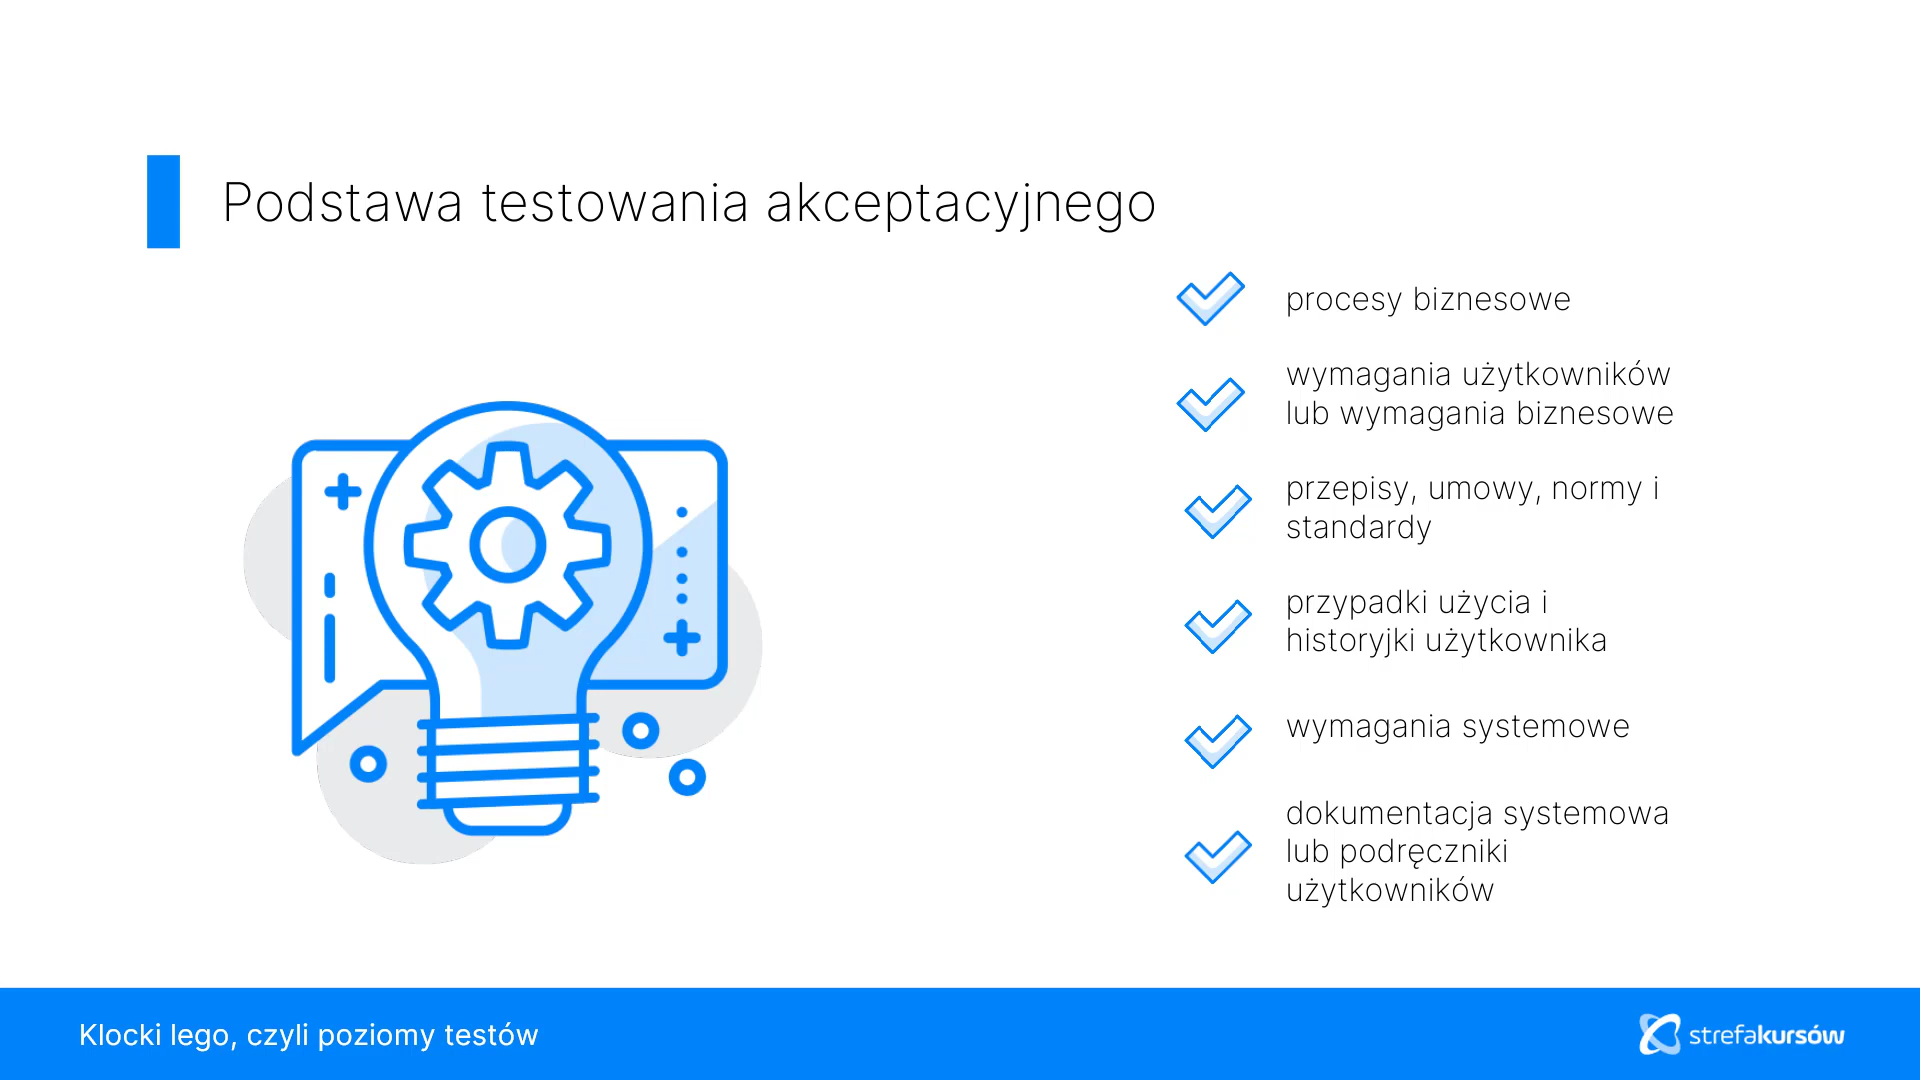 Podstawa testowania akceptacyjnego
procesy biznesowe
wymagania użytkowników
lub wymagania biznesowe
przepisy, umowy, normy i
standardy
przypadki użycia i
historyjki użytkownika
wymagania systemowe
dokumentacja systemowa
lub podręczniki
użytkowników
Klocki lego, czyli poziomy testów
strefakursów